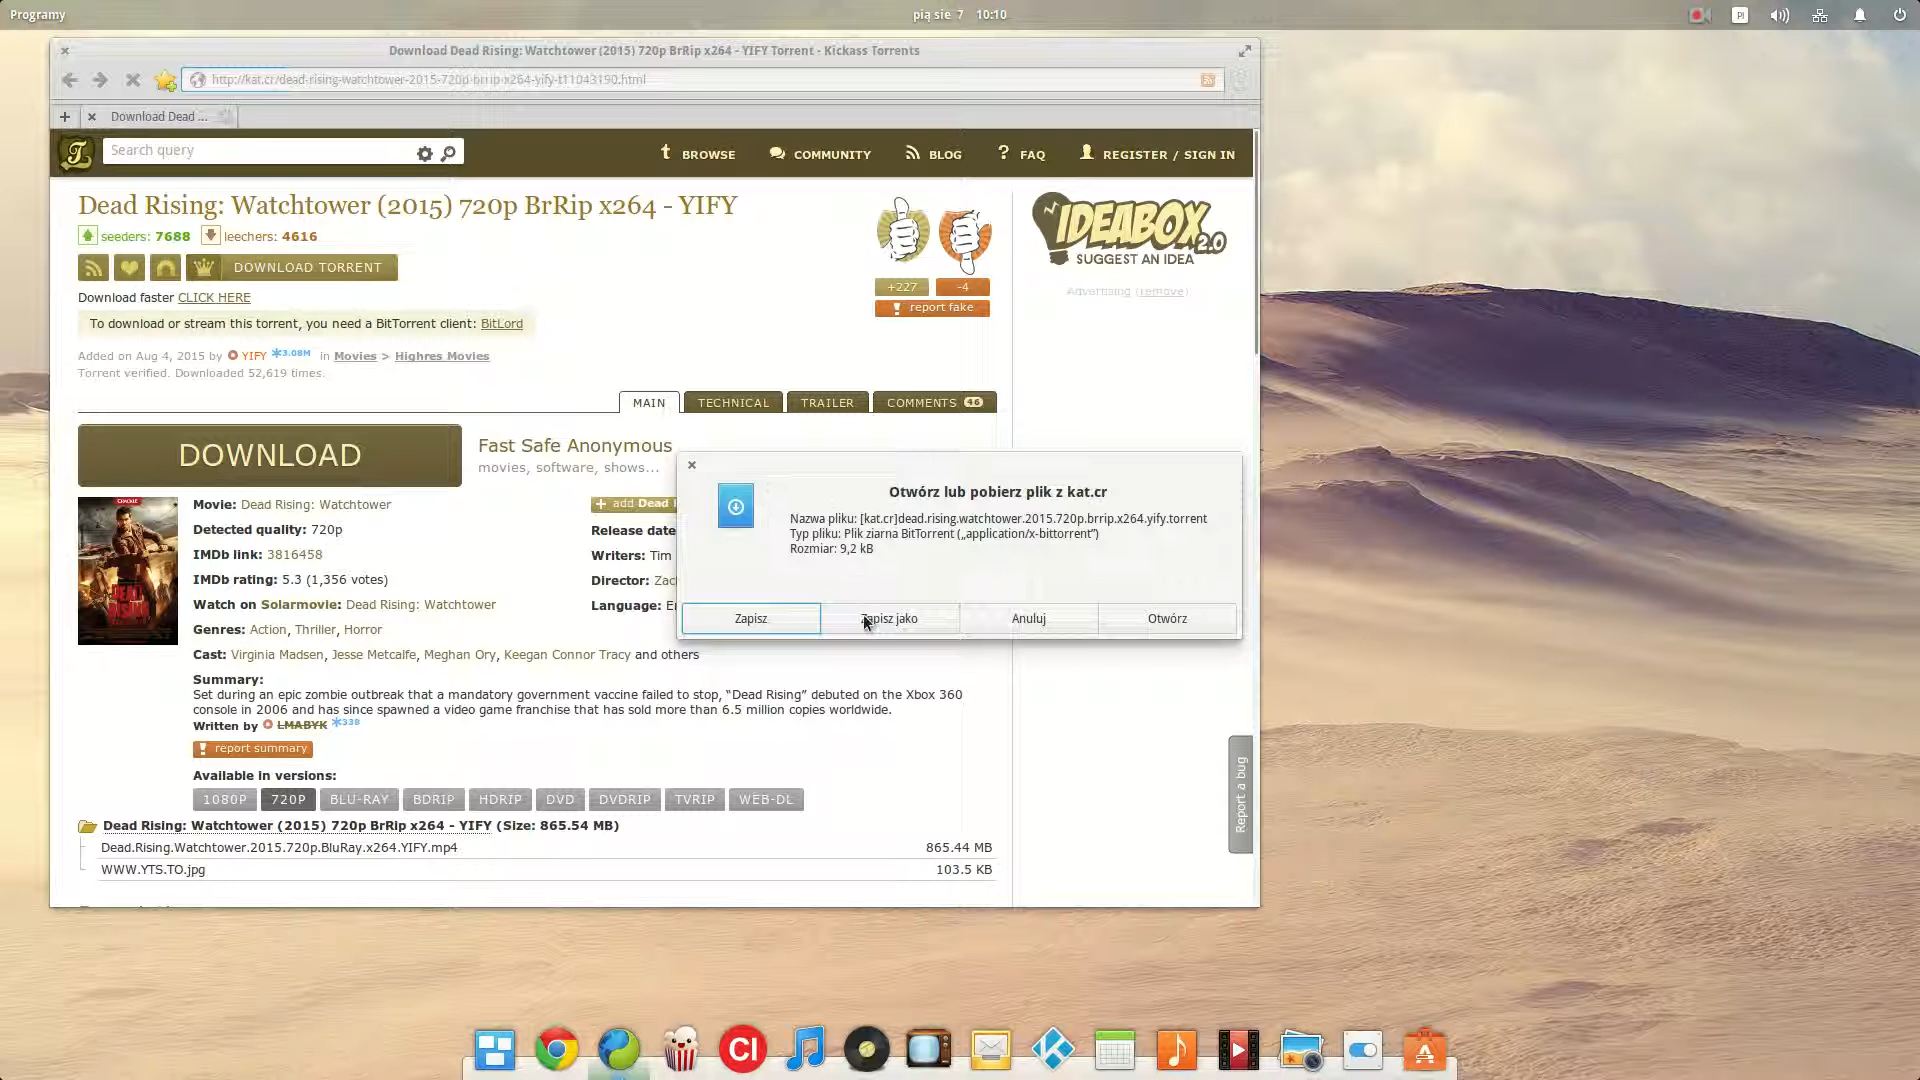 Programy
pią sie 7 10:10
Pl
Download Dead Rising: Watchtower (2015) 720p BrRip x264 - YIFY Torrent - Kickass Torrents
http://kat.cr/dead-rising-watchtower-2015-720p-brrip-x264-yify-t11043190.html
Download Dead ...
Search query
BROWSE
COMMUNITY
BLOG
FAQ
REGISTER / SIGN IN
Dead Rising: Watchtower (2015) 720p BrRip x264 - YIFY
seeders: 7688 leechers: 4616
DOWNLOAD TORRENT
+227 -4
report fake
IDEABOX 2.0
SUGGEST AN IDEA
Advertising (remove)
Download faster CLICK HERE
To download or stream this torrent, you need a BitTorrent client: BitLord
Added on Aug 4, 2015 by YIFY 3.08M in Movies > Highres Movies
Torrent verified. Downloaded 52,619 times.
MAIN TECHNICAL TRAILER COMMENTS 46
DOWNLOAD
Fast Safe Anonymous
movies, software, shows...
CRACKLE
DEAD RISING
Movie: Dead Rising: Watchtower
Detected quality: 720p
IMDb link: 3816458
IMDb rating: 5.3 (1,356 votes)
Watch on Solarmovie: Dead Rising: Watchtower
Genres: Action, Thriller, Horror
Cast: Virginia Madsen, Jesse Metcalfe, Meghan Ory, Keegan Connor Tracy and others
+ add Dead
Release date
Writers: Tim
Director: Zac
Language: E
Otwórz lub pobierz plik z kat.cr
Nazwa pliku: [kat.cr]dead.rising.watchtower.2015.720p.brrip.x264.yify.torrent
Typ pliku: Plik ziarna BitTorrent („application/x-bittorrent”)
Rozmiar: 9,2 kB
Zapisz
Zapisz jako
Anuluj
Otwórz
Summary:
Set during an epic zombie outbreak that a mandatory government vaccine failed to stop, “Dead Rising” debuted on the Xbox 360
console in 2006 and has since spawned a video game franchise that has sold more than 6.5 million copies worldwide.
Written by LMABYK 338
report summary
Available in versions:
1080P 720P BLU-RAY BDRIP HDRIP DVD DVDRIP TVRIP WEB-DL
Dead Rising: Watchtower (2015) 720p BrRip x264 - YIFY (Size: 865.54 MB)
Dead.Rising.Watchtower.2015.720p.BluRay.x264.YIFY.mp4 865.44 MB
WWW.YTS.TO.jpg 103.5 KB
Report a bug
CI